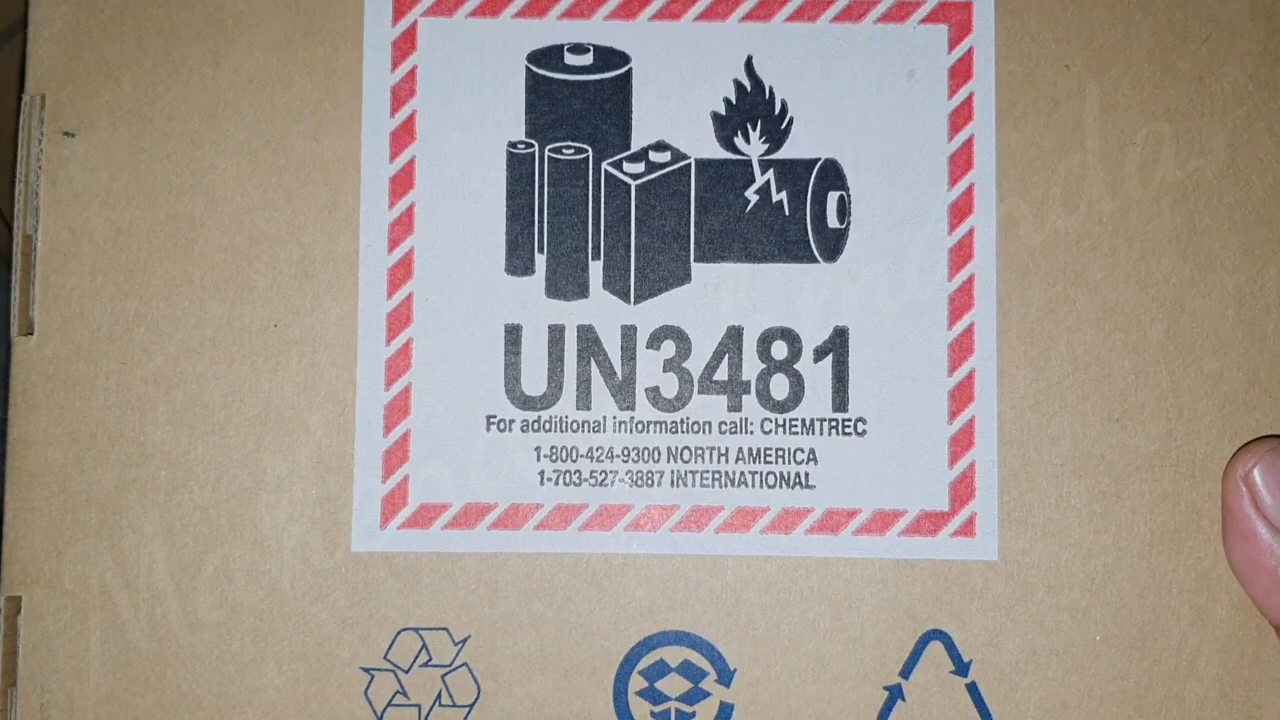 UN3481
For additional information call: CHEMTREC
1-800-424-9300 NORTH AMERICA
1-703-527-3887 INTERNATIONAL